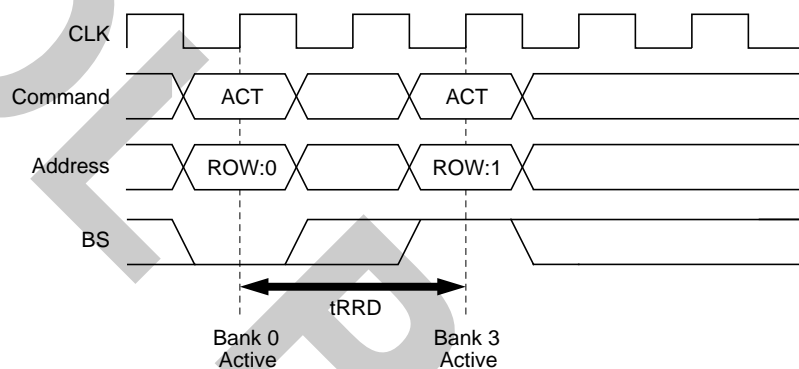 CLK
Command ACT ACT
Address ROW:0 ROW:1
BS
tRRD
Bank 0 Bank 3
Active Active